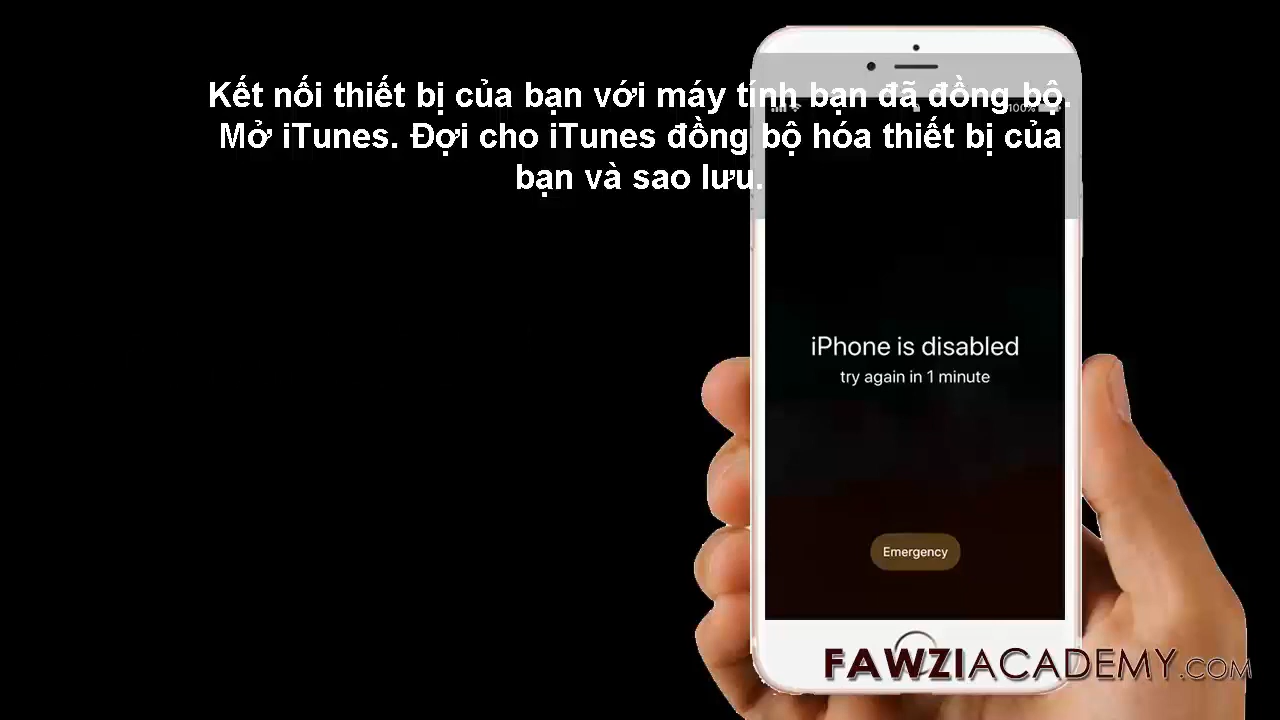 Kết nối thiết bị của bạn với máy tính bạn đã đồng bộ.
Mở iTunes. Đợi cho iTunes đồng bộ hóa thiết bị của
bạn và sao lưu.
100%
iPhone is disabled
try again in 1 minute
Emergency
FAWZIACADEMY.COM